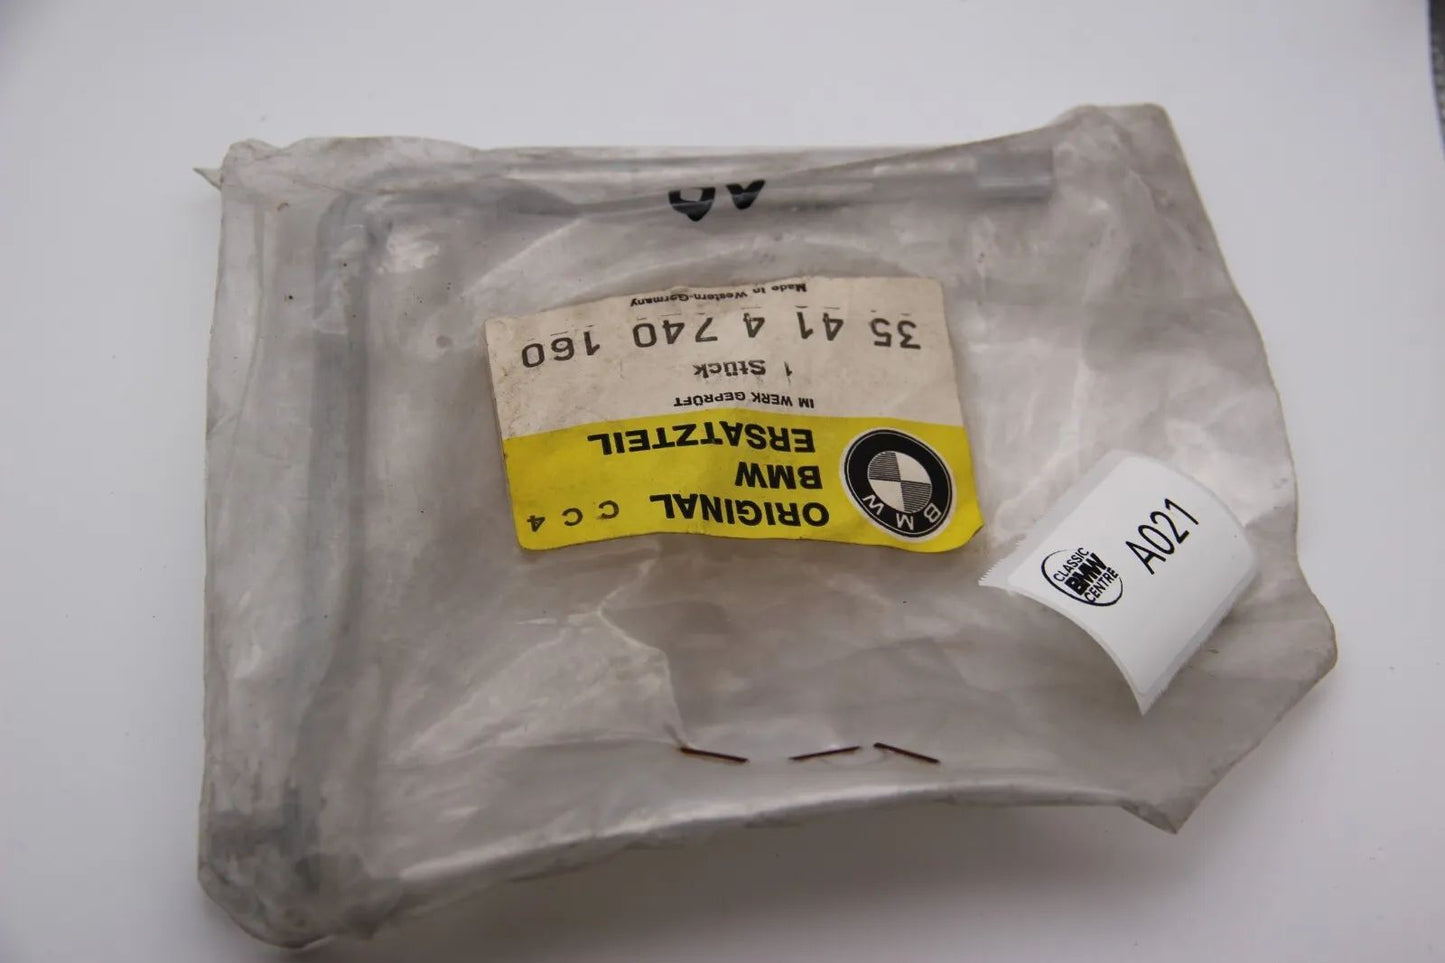 ORIGINAL C C 4
BMW
ERSATZTEIL
BMW
IM WERK GEPRÜFT
1 Stück
35 41 4 740 160
Made in Western-Germany
CLASSIC
BMW
CENTRE
A021